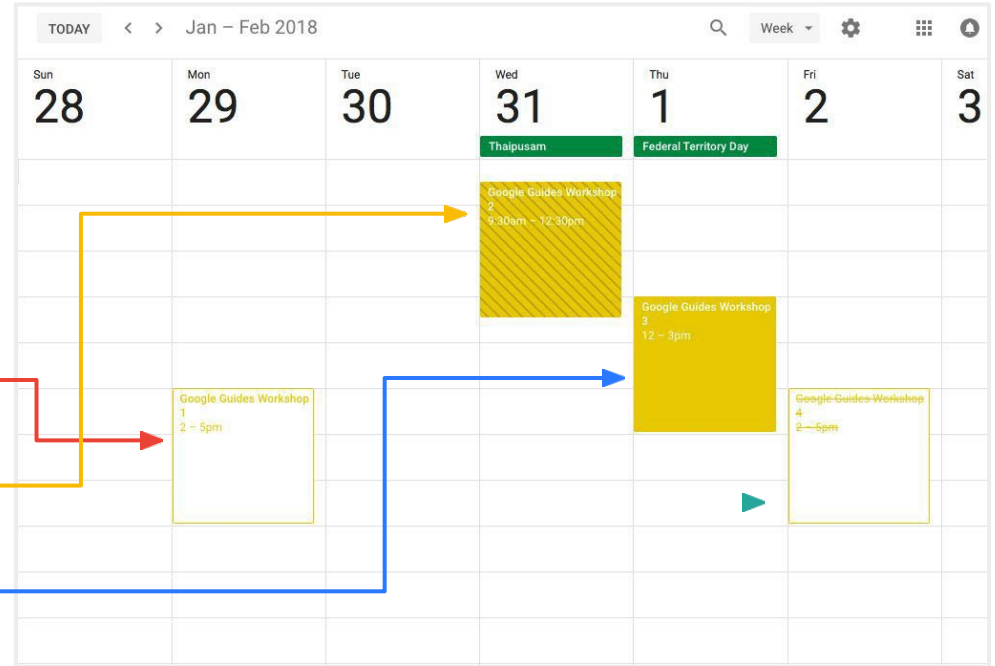 TODAY Jan – Feb 2018 Week
Sun Mon Tue Wed Thu Fri Sat
28 29 30 31 1 2 3
Thaipusam Federal Territory Day
Google Guides Workshop
2
9:30am – 12:30pm
Google Guides Workshop
3
12 – 3pm
Google Guides Workshop
1
2 – 5pm
Google Guides Workshop
4
2 – 5pm